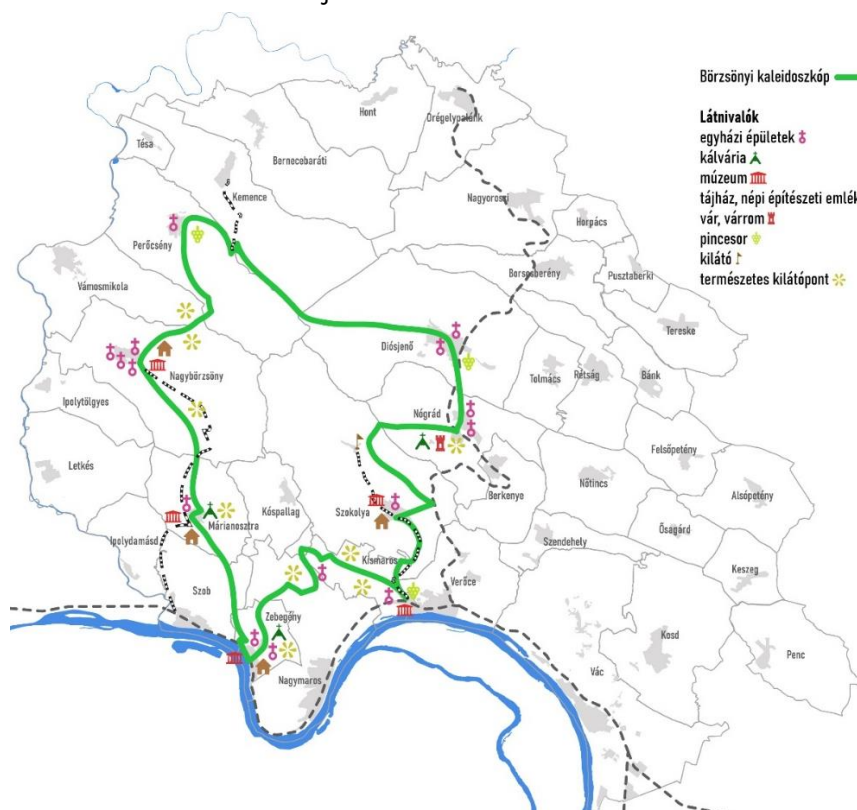 Hont
Drégelypalánk
Tésa
Bernecebaráti
Kemence
Nagyoroszi
Horpács
Perőcsény
Borsosberény
Pusztaberki
Vámosmikola
Tereske
Diósjenő
Nagybörzsöny
Tolmács
Rétság
Bánk
Ipolytölgyes
Nógrád
Felsőpetény
Letkés
Berkenye
Nőtincs
Alsópetény
Kóspallag
Szokolya
Márianosztra
Ipolydamásd
Szendehely
Ősagárd
Kismaros
Keszeg
Szob
Verőce
Zebegény
Kosd
Penc
Vác
Nagymaros
Börzsönyi kaleidoszkóp
Látnivalók
egyházi épületek
kálvária
múzeum
tájház, népi építészeti emlék
vár, várrom
pincesor
kilátó
természetes kilátópont